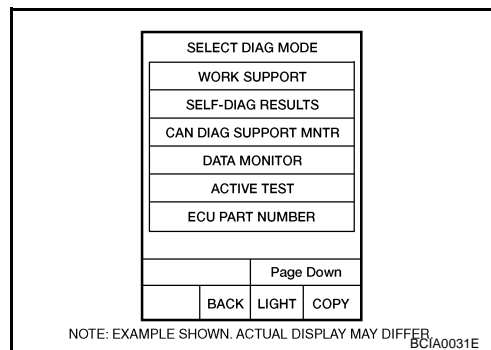 SELECT DIAG MODE
WORK SUPPORT
SELF-DIAG RESULTS
CAN DIAG SUPPORT MNTR
DATA MONITOR
ACTIVE TEST
ECU PART NUMBER
Page Down
BACK LIGHT COPY
NOTE: EXAMPLE SHOWN. ACTUAL DISPLAY MAY DIFFER.
BCIA0031E